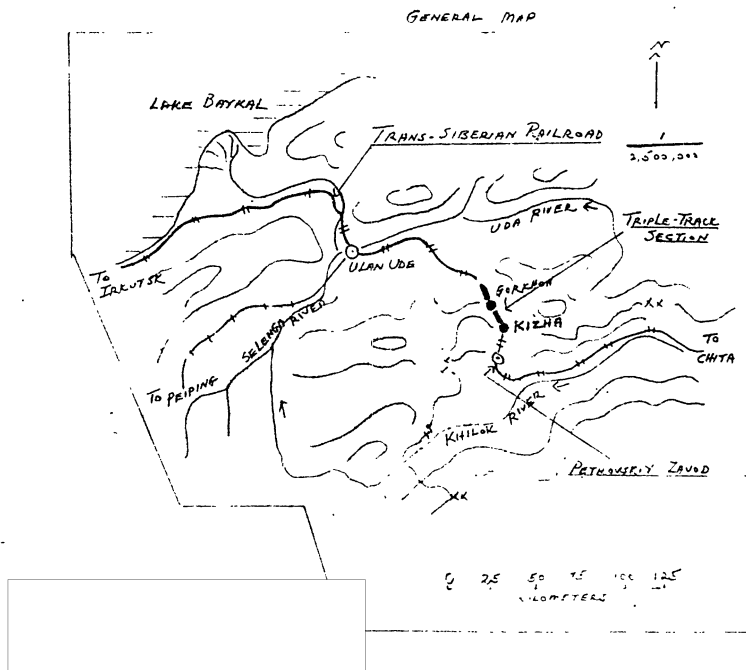 GENERAL MAP
N
LAKE BAYKAL
TRANS-SIBERIAN RAILROAD
1
2,500,000
UDA RIVER
TRIPLE-TRACK
SECTION
TO
IRKUTSK
ULAN UDE
GORKHON
KIZHA
SELENGA RIVER
TO PEIPING
TO
CHITA
KHILOK RIVER
PETROVSKIY ZAVOD
0 25 50 75 100 125
KILOMETERS